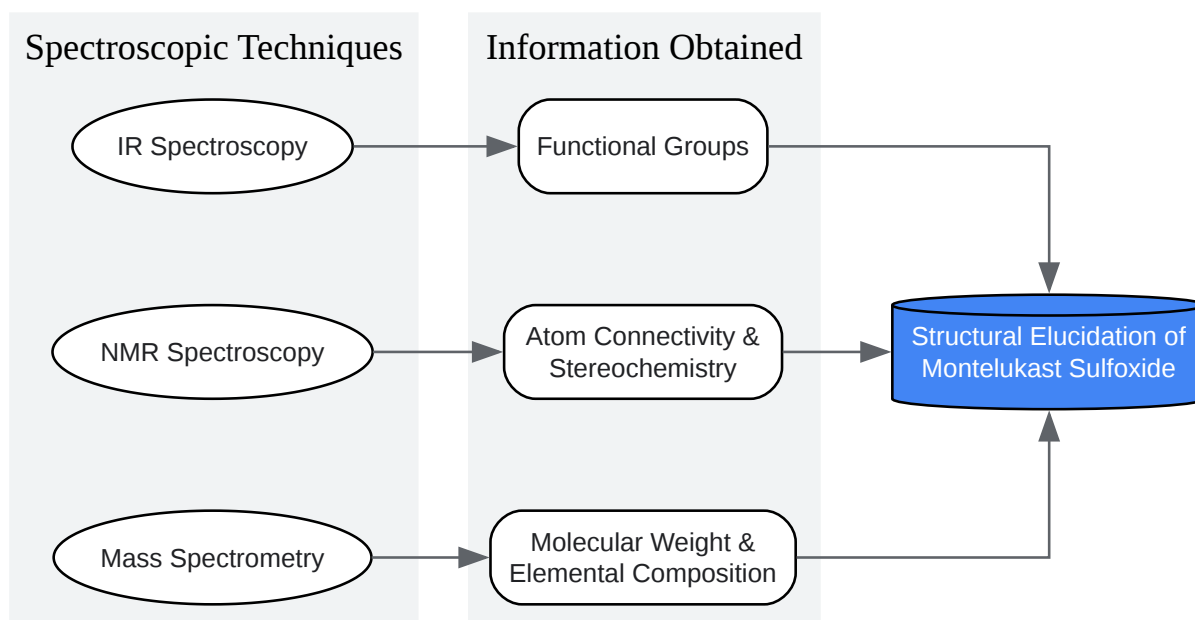 Spectroscopic Techniques
Information Obtained
IR Spectroscopy
Functional Groups
NMR Spectroscopy
Atom Connectivity &
Stereochemistry
Structural Elucidation of
Montelukast Sulfoxide
Mass Spectrometry
Molecular Weight &
Elemental Composition